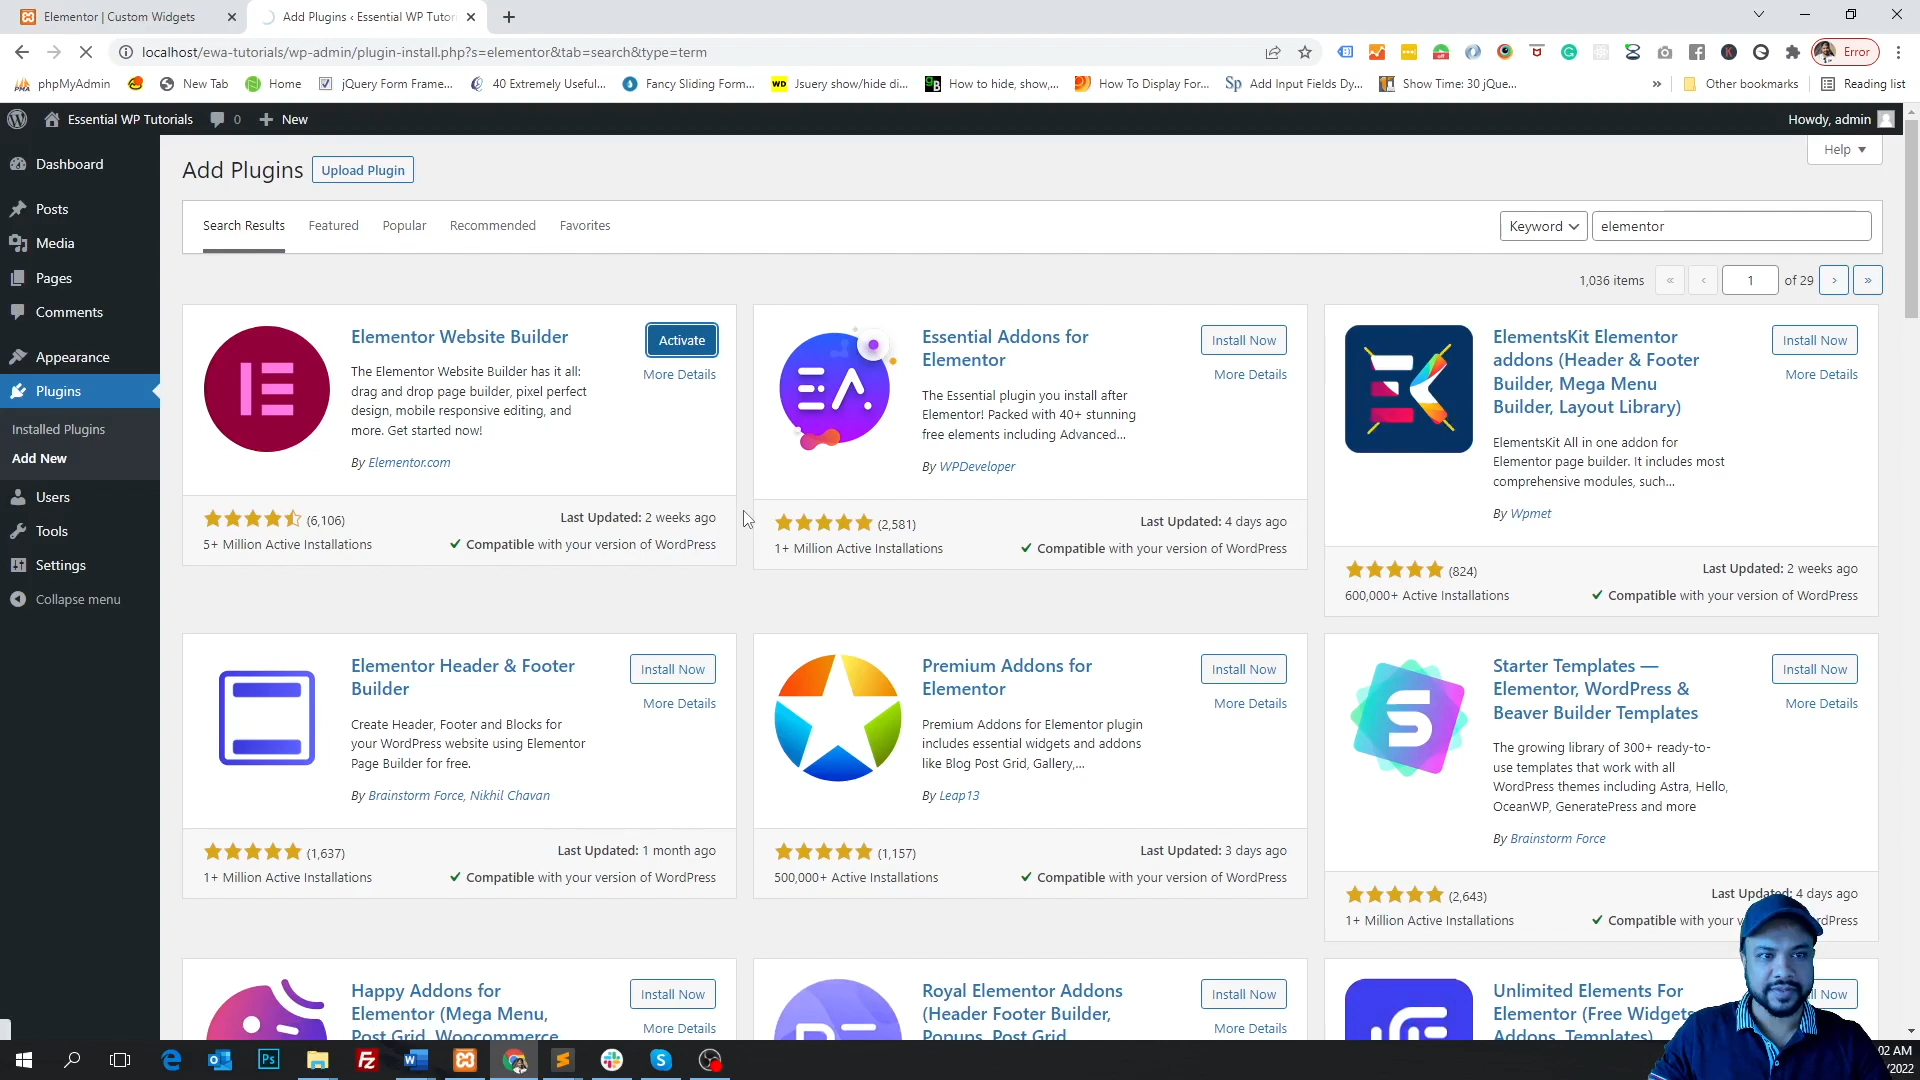 Elementor | Custom Widgets
Add Plugins ‹ Essential WP Tutori
localhost/ewa-tutorials/wp-admin/plugin-install.php?s=elementor&tab=search&type=term
Error
phpMyAdmin
New Tab
Home
jQuery Form Frame...
40 Extremely Useful...
Fancy Sliding Form...
Jsuery show/hide di...
How to hide, show,...
How To Display For...
Add Input Fields Dy...
Show Time: 30 jQue...
»
Other bookmarks
Reading list
Essential WP Tutorials
0
New
Howdy, admin
Dashboard
Posts
Media
Pages
Comments
Appearance
Plugins
Installed Plugins
Add New
Users
Tools
Settings
Collapse menu
Add Plugins
Upload Plugin
Help
Search Results
Featured
Popular
Recommended
Favorites
Keyword
elementor
1,036 items
«
‹
1
of 29
›
»
Elementor Website Builder
Activate
More Details
The Elementor Website Builder has it all:
drag and drop page builder, pixel perfect
design, mobile responsive editing, and
more. Get started now!
By Elementor.com
(6,106)
Last Updated: 2 weeks ago
5+ Million Active Installations
Compatible with your version of WordPress
Essential Addons for
Elementor
Install Now
More Details
The Essential plugin you install after
Elementor! Packed with 40+ stunning
free elements including Advanced...
By WPDeveloper
(2,581)
Last Updated: 4 days ago
1+ Million Active Installations
Compatible with your version of WordPress
ElementsKit Elementor
addons (Header & Footer
Builder, Mega Menu
Builder, Layout Library)
Install Now
More Details
ElementsKit All in one addon for
Elementor page builder. It includes most
comprehensive modules, such...
By Wpmet
(824)
Last Updated: 2 weeks ago
600,000+ Active Installations
Compatible with your version of WordPress
Elementor Header & Footer
Builder
Install Now
More Details
Create Header, Footer and Blocks for
your WordPress website using Elementor
Page Builder for free.
By Brainstorm Force, Nikhil Chavan
(1,637)
Last Updated: 1 month ago
1+ Million Active Installations
Compatible with your version of WordPress
Premium Addons for
Elementor
Install Now
More Details
Premium Addons for Elementor plugin
includes essential widgets and addons
like Blog Post Grid, Gallery,...
By Leap13
(1,157)
Last Updated: 3 days ago
500,000+ Active Installations
Compatible with your version of WordPress
Starter Templates —
Elementor, WordPress &
Beaver Builder Templates
Install Now
More Details
The growing library of 300+ ready-to-
use templates that work with all
WordPress themes including Astra, Hello,
OceanWP, GeneratePress and more
By Brainstorm Force
(2,643)
Last Updated: 4 days ago
1+ Million Active Installations
Compatible with your
Happy Addons for
Elementor (Mega Menu,
Post Grid, Woocommerce
Install Now
More Details
Royal Elementor Addons
(Header Footer Builder,
Popups, Post Grid,
Install Now
More Details
Unlimited Elements For
Elementor (Free Widgets,
Addons, Templates)
Now
02 AM
/2022